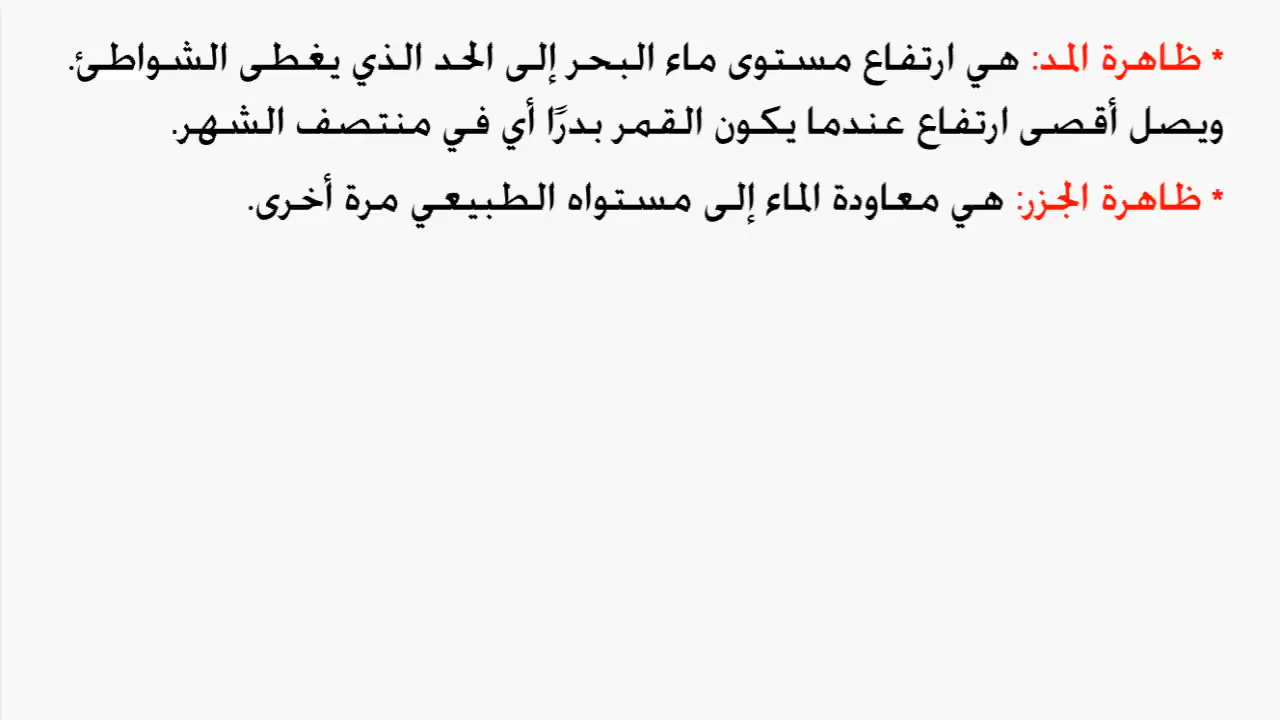 * ظاهرة المد: هي ارتفاع مستوى ماء البحر إلى الحد الذي يغطى الشواطئ.
ويصل أقصى ارتفاع عندما يكون القمر بدرًا أي في منتصف الشهر.
* ظاهرة الجزر: هي معاودة الماء إلى مستواه الطبيعي مرة أخرى.